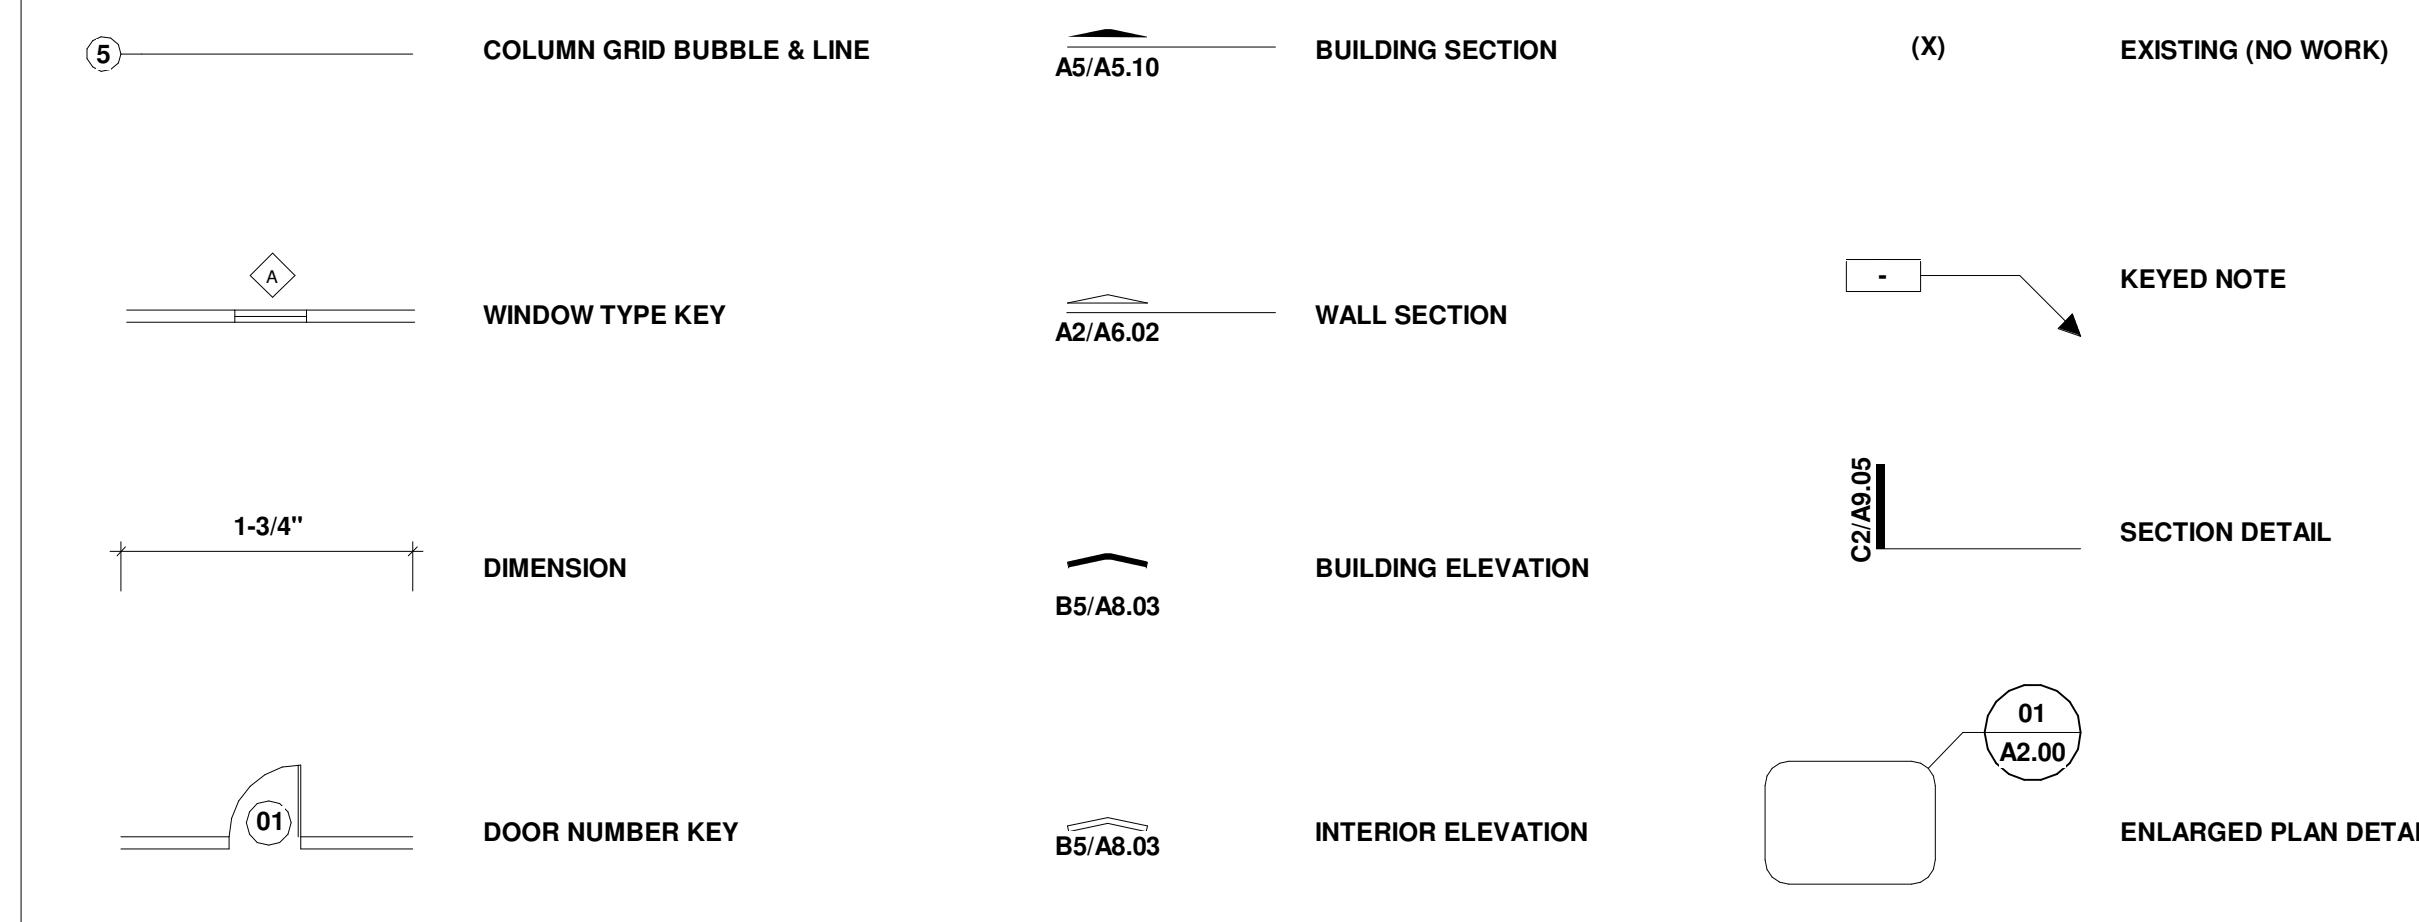 5 COLUMN GRID BUBBLE & LINE
A5/A5.10 BUILDING SECTION
(X) EXISTING (NO WORK)
A WINDOW TYPE KEY
A2/A6.02 WALL SECTION
- KEYED NOTE
1-3/4" DIMENSION
B5/A8.03 BUILDING ELEVATION
C2/A9.05 SECTION DETAIL
01 DOOR NUMBER KEY
B5/A8.03 INTERIOR ELEVATION
01
A2.00
ENLARGED PLAN